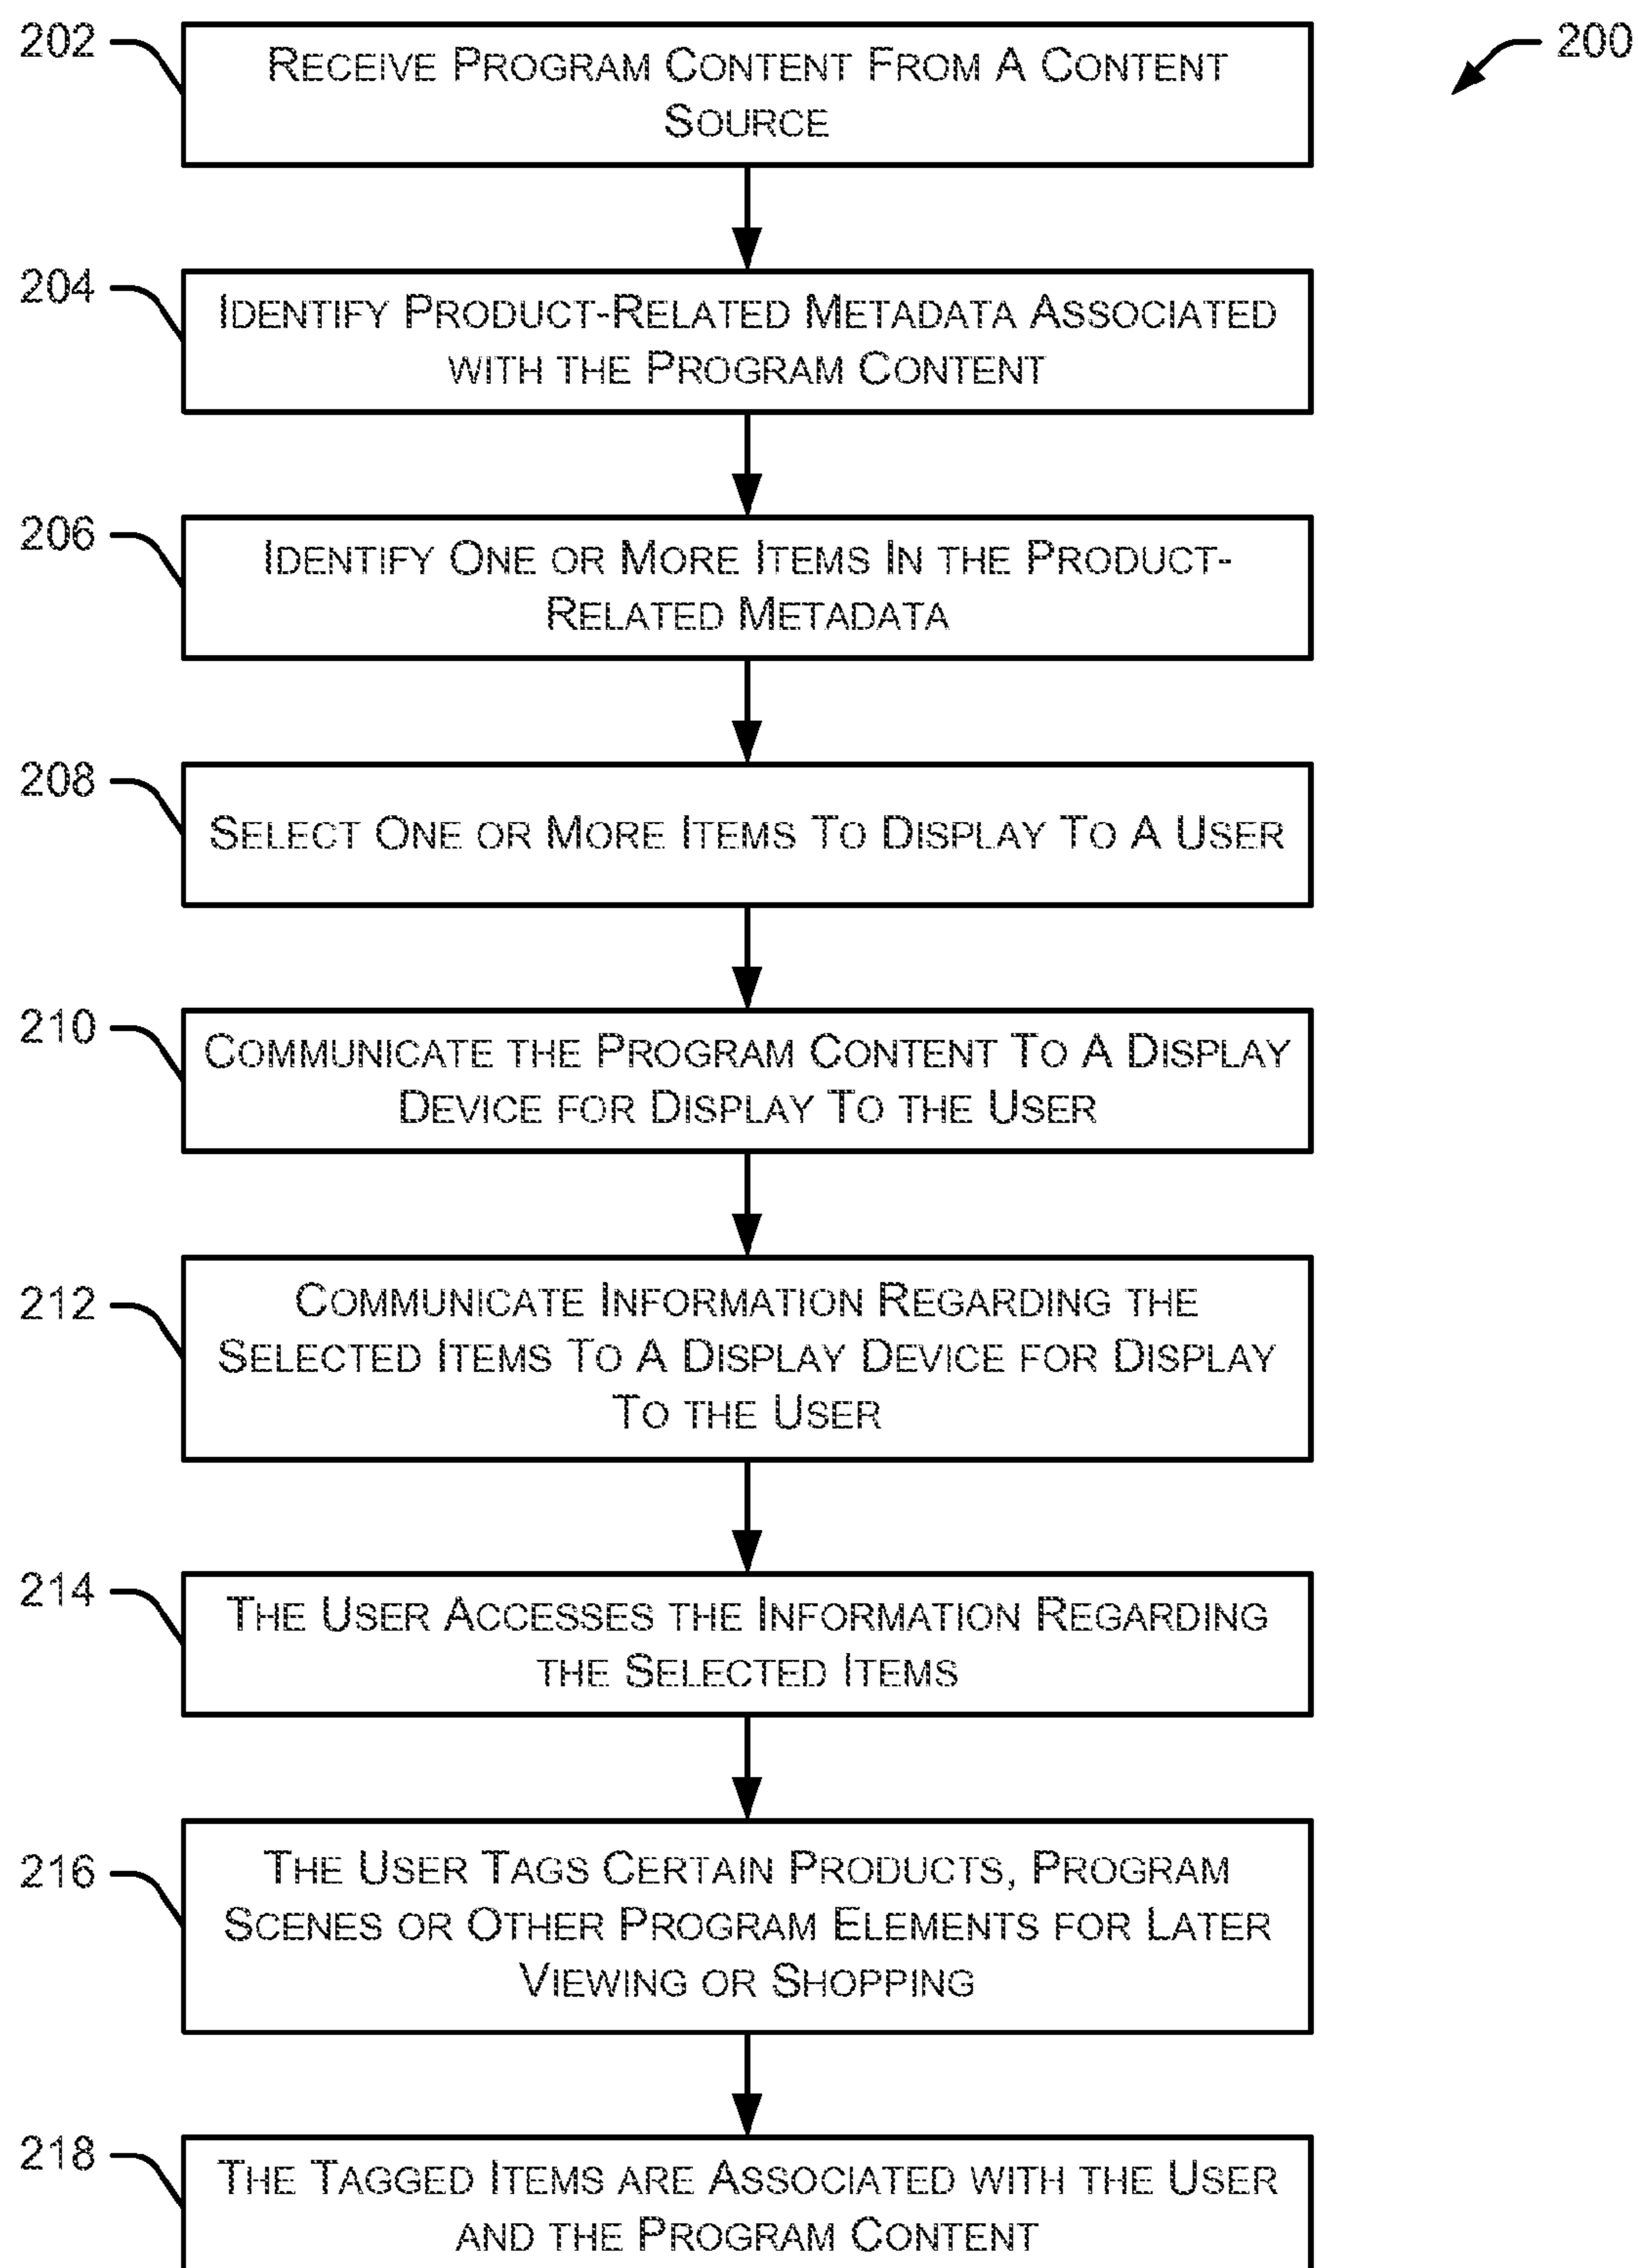 202
200
RECEIVE PROGRAM CONTENT FROM A CONTENT
SOURCE
204
IDENTIFY PRODUCT-RELATED METADATA ASSOCIATED
WITH THE PROGRAM CONTENT
206
IDENTIFY ONE OR MORE ITEMS IN THE PRODUCT-
RELATED METADATA
208
SELECT ONE OR MORE ITEMS TO DISPLAY TO A USER
210
COMMUNICATE THE PROGRAM CONTENT TO A DISPLAY
DEVICE FOR DISPLAY TO THE USER
212
COMMUNICATE INFORMATION REGARDING THE
SELECTED ITEMS TO A DISPLAY DEVICE FOR DISPLAY
TO THE USER
214
THE USER ACCESSES THE INFORMATION REGARDING
THE SELECTED ITEMS
216
THE USER TAGS CERTAIN PRODUCTS, PROGRAM
SCENES OR OTHER PROGRAM ELEMENTS FOR LATER
VIEWING OR SHOPPING
218
THE TAGGED ITEMS ARE ASSOCIATED WITH THE USER
AND THE PROGRAM CONTENT